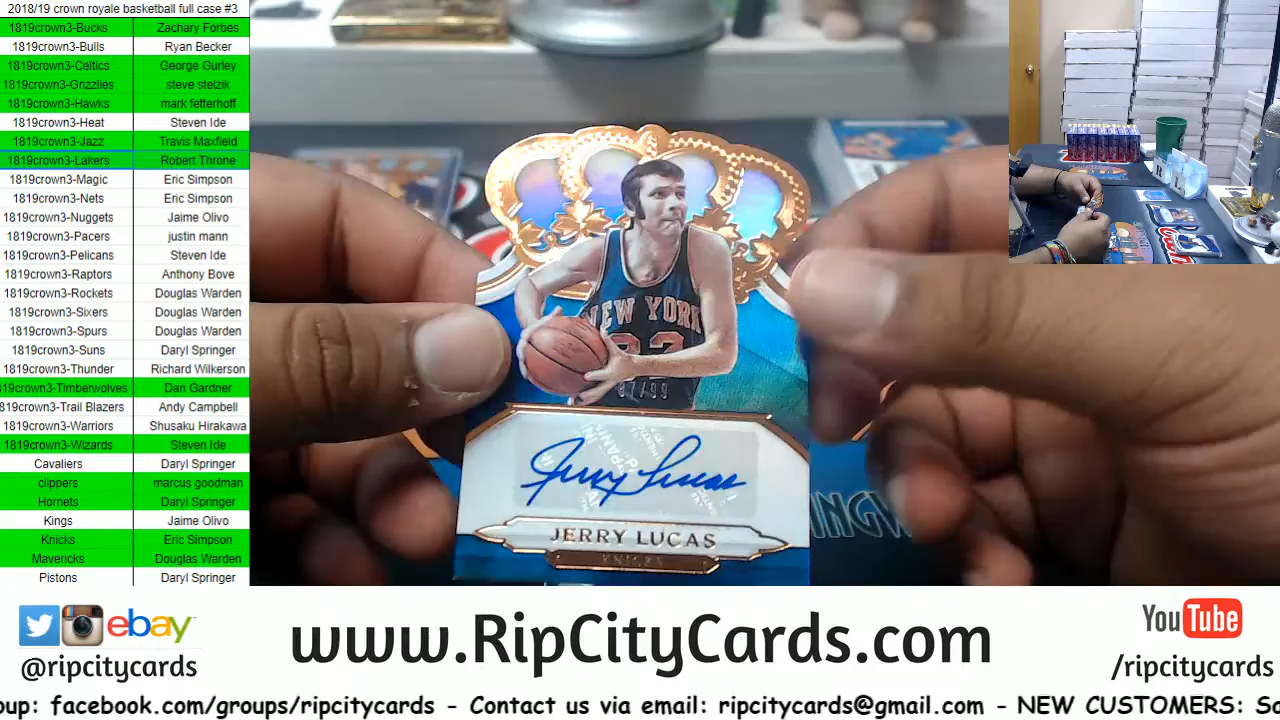 2018/19 crown royale basketball full case #3
1819crown3-Bucks Zachary Forbes
1819crown3-Bulls Ryan Becker
1819crown3-Celtics George Gurley
1819crown3-Grizzlies steve stelzik
1819crown3-Hawks mark fetterhoff
1819crown3-Heat Steven Ide
1819crown3-Jazz Travis Maxfield
1819crown3-Lakers Robert Throne
1819crown3-Magic Eric Simpson
1819crown3-Nets Eric Simpson
1819crown3-Nuggets Jaime Olivo
1819crown3-Pacers justin mann
1819crown3-Pelicans Steven Ide
1819crown3-Raptors Anthony Bove
1819crown3-Rockets Douglas Warden
1819crown3-Sixers Douglas Warden
1819crown3-Spurs Douglas Warden
1819crown3-Suns Daryl Springer
1819crown3-Thunder Richard Wilkerson
1819crown3-Timberwolves Dan Gardner
1819crown3-Trail Blazers Andy Campbell
1819crown3-Warriors Shusaku Hirakawa
1819crown3-Wizards Steven Ide
Cavaliers Daryl Springer
clippers marcus goodman
Hornets Daryl Springer
Kings Jaime Olivo
Knicks Eric Simpson
Mavericks Douglas Warden
Pistons Daryl Springer
NEW YORK
Jerry Lucas
JERRY LUCAS
KNICKS
ebay
@ripcitycards
www.RipCityCards.com
YouTube
/ripcitycards
oup: facebook.com/groups/ripcitycards - Contact us via email: ripcitycards@gmail.com - NEW CUSTOMERS: